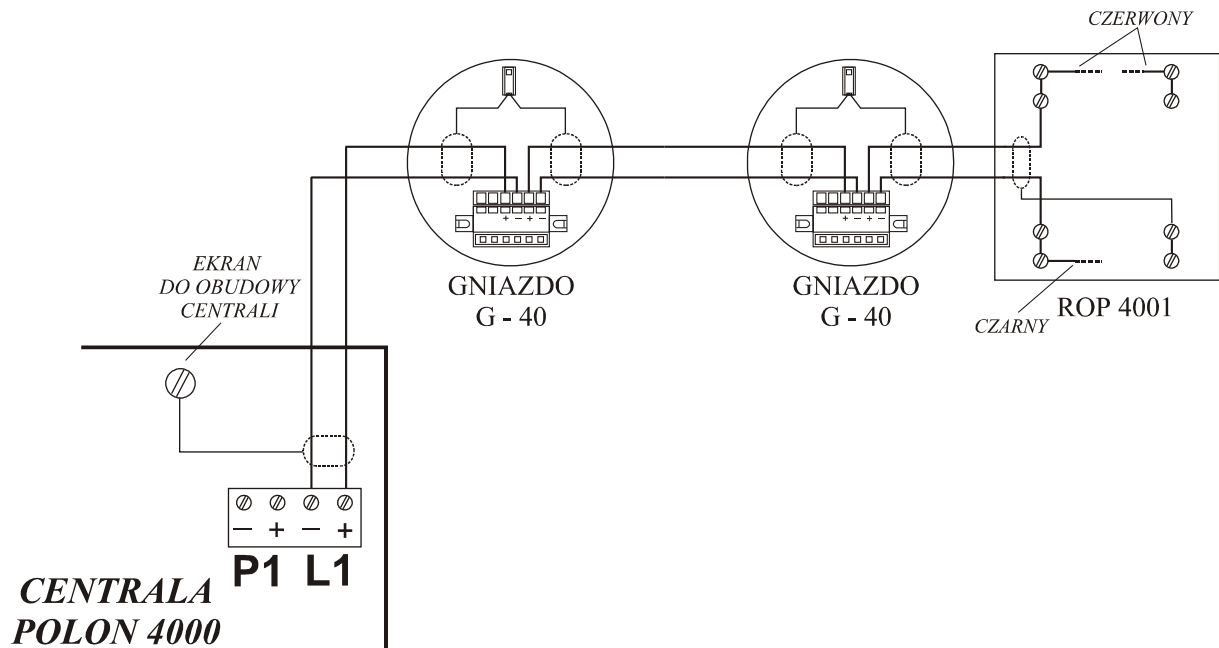 CZERWONY
+ − + −
+ − + −
EKRAN
DO OBUDOWY
CENTRALI
GNIAZDO
G - 40
GNIAZDO
G - 40
CZARNY
ROP 4001
− + − +
P1 L1
CENTRALA
POLON 4000